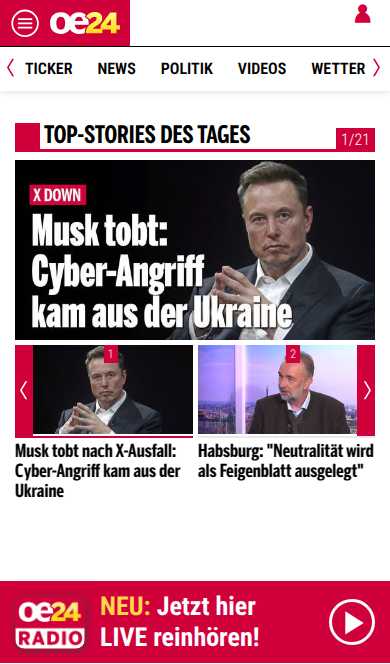 oe24
TICKER NEWS POLITIK VIDEOS WETTER
TOP-STORIES DES TAGES
1/21
X DOWN
Musk tobt:
Cyber-Angriff
kam aus der Ukraine
1
2
Musk tobt nach X-Ausfall:
Cyber-Angriff kam aus der
Ukraine
Habsburg: "Neutralität wird
als Feigenblatt ausgelegt"
oe24
RADIO
NEU: Jetzt hier
LIVE reinhören!